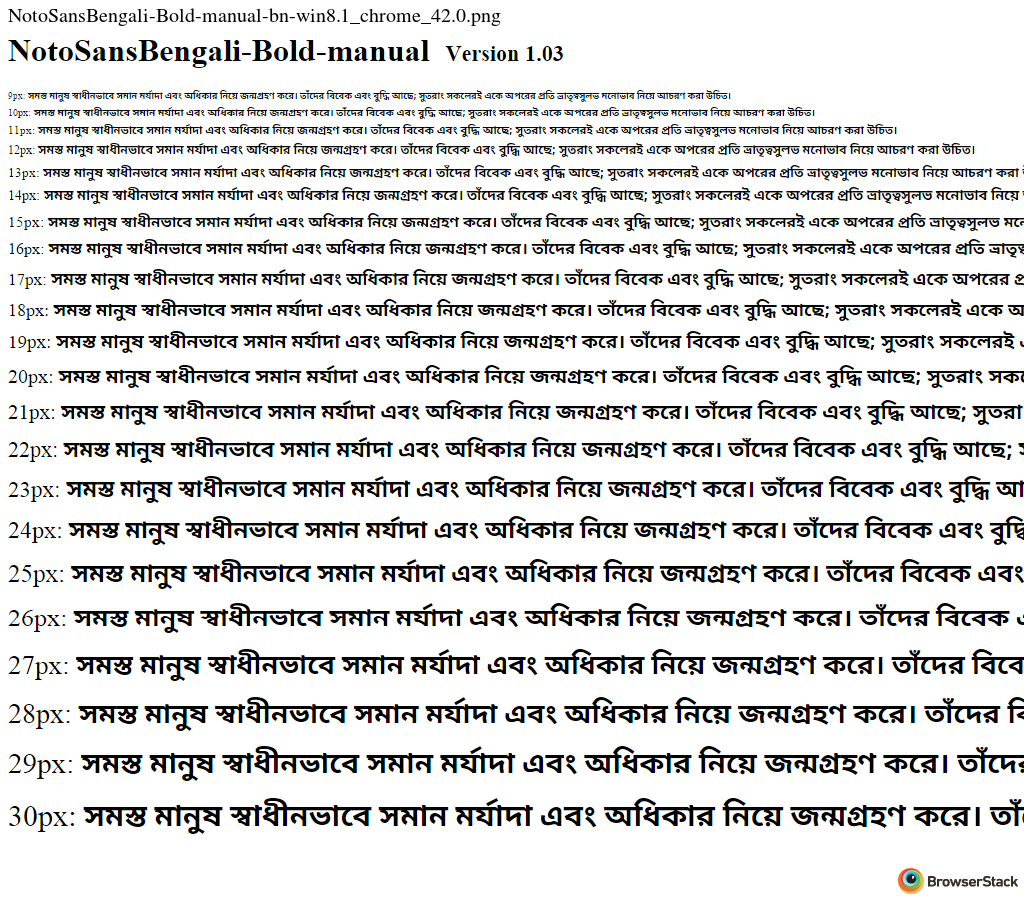 NotoSansBengali-Bold-manual-bn-win8.1_chrome_42.0.png
NotoSansBengali-Bold-manual Version 1.03
9px: সমস্ত মানুষ স্বাধীনভাবে সমান মর্যাদা এবং অধিকার নিয়ে জন্মগ্রহণ করে। তাঁদের বিবেক এবং বুদ্ধি আছে; সুতরাং সকলেরই একে অপরের প্রতি ভ্রাতৃত্বসুলভ মনোভাব নিয়ে আচরণ করা উচিত।
10px: সমস্ত মানুষ স্বাধীনভাবে সমান মর্যাদা এবং অধিকার নিয়ে জন্মগ্রহণ করে। তাঁদের বিবেক এবং বুদ্ধি আছে; সুতরাং সকলেরই একে অপরের প্রতি ভ্রাতৃত্বসুলভ মনোভাব নিয়ে আচরণ করা উচিত।
11px: সমস্ত মানুষ স্বাধীনভাবে সমান মর্যাদা এবং অধিকার নিয়ে জন্মগ্রহণ করে। তাঁদের বিবেক এবং বুদ্ধি আছে; সুতরাং সকলেরই একে অপরের প্রতি ভ্রাতৃত্বসুলভ মনোভাব নিয়ে আচরণ করা উচিত।
12px: সমস্ত মানুষ স্বাধীনভাবে সমান মর্যাদা এবং অধিকার নিয়ে জন্মগ্রহণ করে। তাঁদের বিবেক এবং বুদ্ধি আছে; সুতরাং সকলেরই একে অপরের প্রতি ভ্রাতৃত্বসুলভ মনোভাব নিয়ে আচরণ করা উচিত।
13px: সমস্ত মানুষ স্বাধীনভাবে সমান মর্যাদা এবং অধিকার নিয়ে জন্মগ্রহণ করে। তাঁদের বিবেক এবং বুদ্ধি আছে; সুতরাং সকলেরই একে অপরের প্রতি ভ্রাতৃত্বসুলভ মনোভাব নিয়ে আচরণ করা
14px: সমস্ত মানুষ স্বাধীনভাবে সমান মর্যাদা এবং অধিকার নিয়ে জন্মগ্রহণ করে। তাঁদের বিবেক এবং বুদ্ধি আছে; সুতরাং সকলেরই একে অপরের প্রতি ভ্রাতৃত্বসুলভ মনোভাব নিয়ে
15px: সমস্ত মানুষ স্বাধীনভাবে সমান মর্যাদা এবং অধিকার নিয়ে জন্মগ্রহণ করে। তাঁদের বিবেক এবং বুদ্ধি আছে; সুতরাং সকলেরই একে অপরের প্রতি ভ্রাতৃত্বসুলভ
16px: সমস্ত মানুষ স্বাধীনভাবে সমান মর্যাদা এবং অধিকার নিয়ে জন্মগ্রহণ করে। তাঁদের বিবেক এবং বুদ্ধি আছে; সুতরাং সকলেরই একে অপরের প্রতি
17px: সমস্ত মানুষ স্বাধীনভাবে সমান মর্যাদা এবং অধিকার নিয়ে জন্মগ্রহণ করে। তাঁদের বিবেক এবং বুদ্ধি আছে; সুতরাং সকলেরই একে অপরের
18px: সমস্ত মানুষ স্বাধীনভাবে সমান মর্যাদা এবং অধিকার নিয়ে জন্মগ্রহণ করে। তাঁদের বিবেক এবং বুদ্ধি আছে; সুতরাং সকলেরই একে
19px: সমস্ত মানুষ স্বাধীনভাবে সমান মর্যাদা এবং অধিকার নিয়ে জন্মগ্রহণ করে। তাঁদের বিবেক এবং বুদ্ধি আছে; সুতরাং সকলেরই
20px: সমস্ত মানুষ স্বাধীনভাবে সমান মর্যাদা এবং অধিকার নিয়ে জন্মগ্রহণ করে। তাঁদের বিবেক এবং বুদ্ধি আছে; সুতরাং
21px: সমস্ত মানুষ স্বাধীনভাবে সমান মর্যাদা এবং অধিকার নিয়ে জন্মগ্রহণ করে। তাঁদের বিবেক এবং বুদ্ধি আছে; সুতরা
22px: সমস্ত মানুষ স্বাধীনভাবে সমান মর্যাদা এবং অধিকার নিয়ে জন্মগ্রহণ করে। তাঁদের বিবেক এবং বুদ্ধি আছে;
23px: সমস্ত মানুষ স্বাধীনভাবে সমান মর্যাদা এবং অধিকার নিয়ে জন্মগ্রহণ করে। তাঁদের বিবেক এবং বুদ্ধি আ
24px: সমস্ত মানুষ স্বাধীনভাবে সমান মর্যাদা এবং অধিকার নিয়ে জন্মগ্রহণ করে। তাঁদের বিবেক এবং
25px: সমস্ত মানুষ স্বাধীনভাবে সমান মর্যাদা এবং অধিকার নিয়ে জন্মগ্রহণ করে। তাঁদের বিবেক এবং
26px: সমস্ত মানুষ স্বাধীনভাবে সমান মর্যাদা এবং অধিকার নিয়ে জন্মগ্রহণ করে। তাঁদের বিবেক
27px: সমস্ত মানুষ স্বাধীনভাবে সমান মর্যাদা এবং অধিকার নিয়ে জন্মগ্রহণ করে। তাঁদের বিবে
28px: সমস্ত মানুষ স্বাধীনভাবে সমান মর্যাদা এবং অধিকার নিয়ে জন্মগ্রহণ করে। তাঁদের
29px: সমস্ত মানুষ স্বাধীনভাবে সমান মর্যাদা এবং অধিকার নিয়ে জন্মগ্রহণ করে।
30px: সমস্ত মানুষ স্বাধীনভাবে সমান মর্যাদা এবং অধিকার নিয়ে জন্মগ্রহণ করে।
BrowserStack